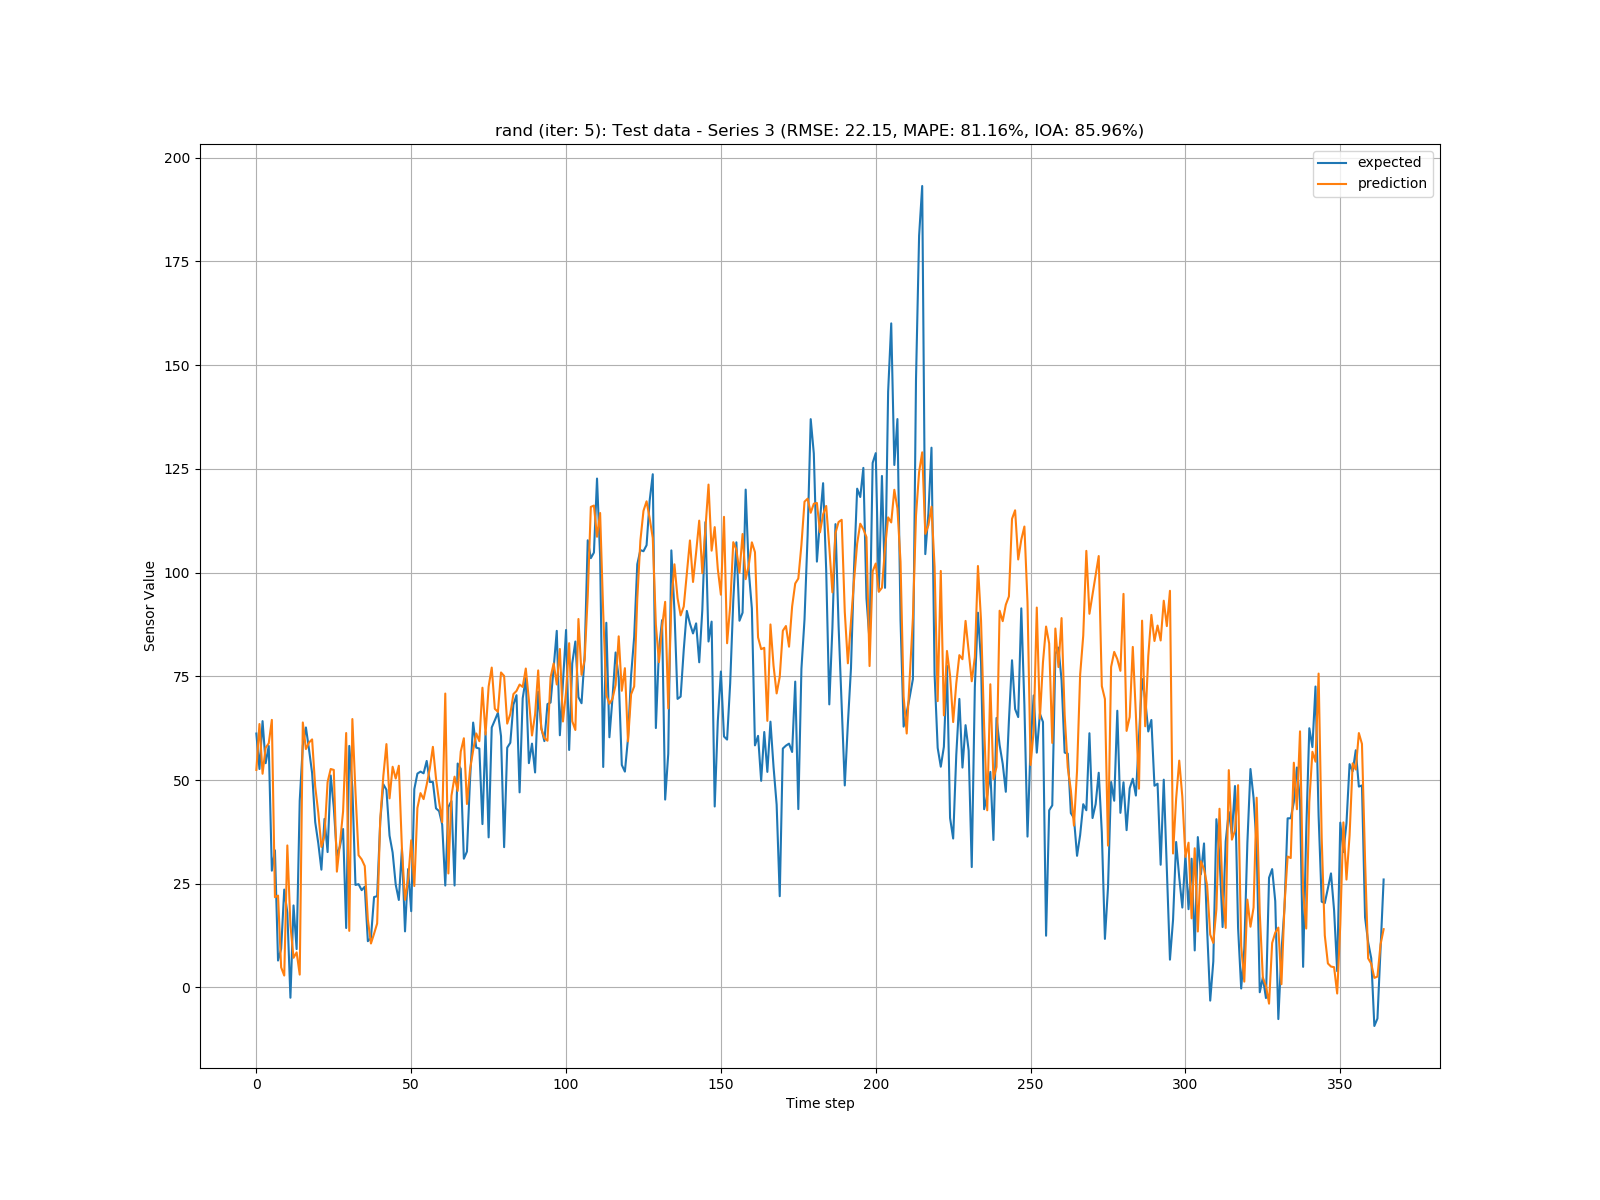 rand (iter: 5): Test data - Series 3 (RMSE: 22.15, MAPE: 81.16%, IOA: 85.96%)
expected
prediction
200
175
150
125
100
75
50
25
0
Sensor Value
0 50 100 150 200 250 300 350
Time step